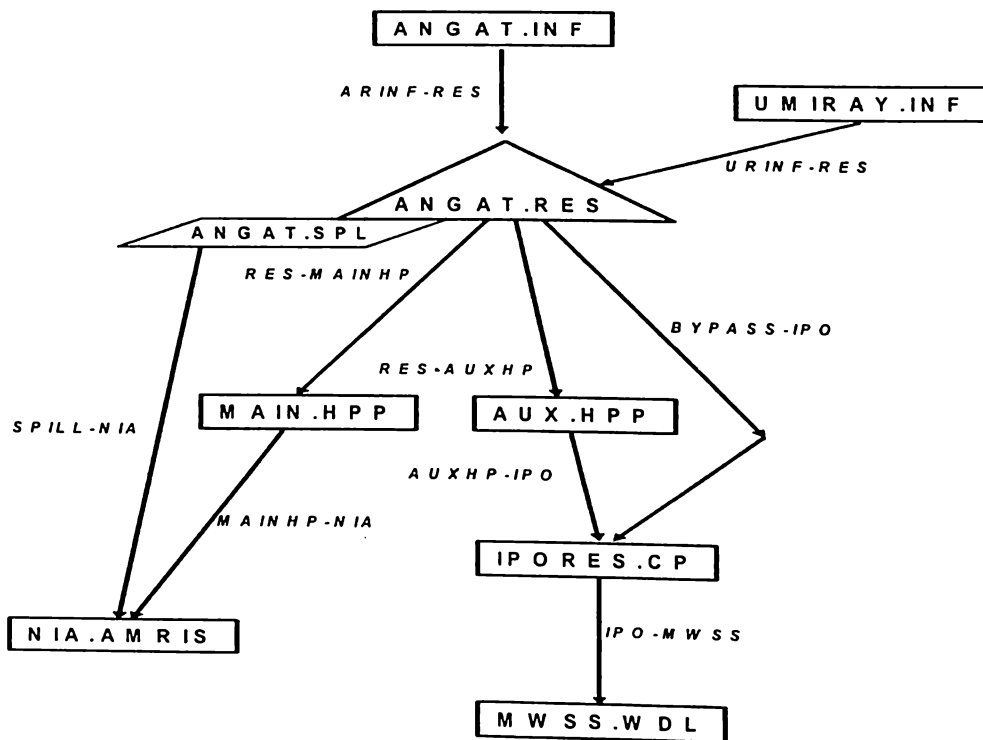 ANGAT.INF
ARINF-RES
UMIRAY.INF
URINF-RES
ANGAT.RES
ANGAT.SPL
RES-MAINHP
BYPASS-IPO
RES-AUXHP
MAIN.HPP
AUX.HPP
SPILL-NIA
AUXHP-IPO
MAINHP-NIA
IPORES.CP
NIA.AMRIS
IPO-MWSS
MWSS.WDL